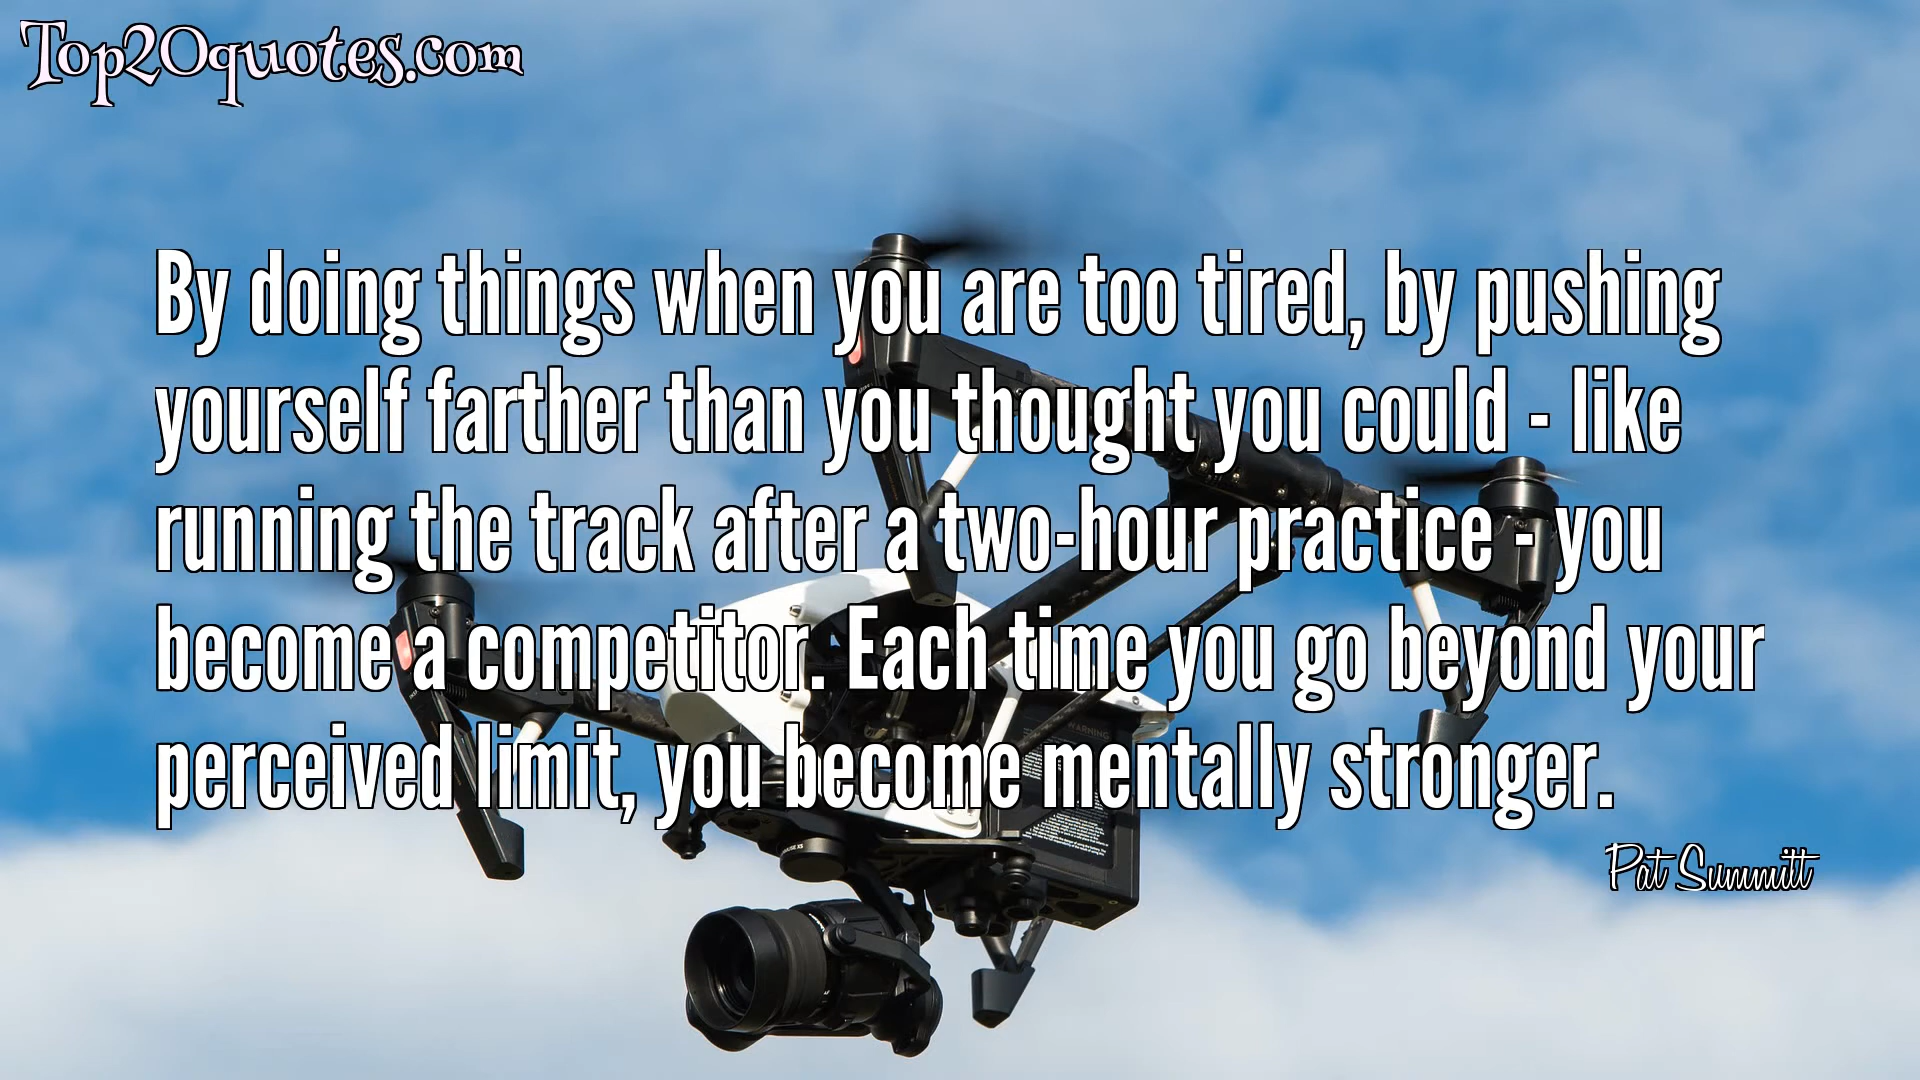 Top20quotes.com
By doing things when you are too tired, by pushing
yourself farther than you thought you could - like
running the track after a two-hour practice - you
become a competitor. Each time you go beyond your
perceived limit, you become mentally stronger.
Pat Summitt
WARNING